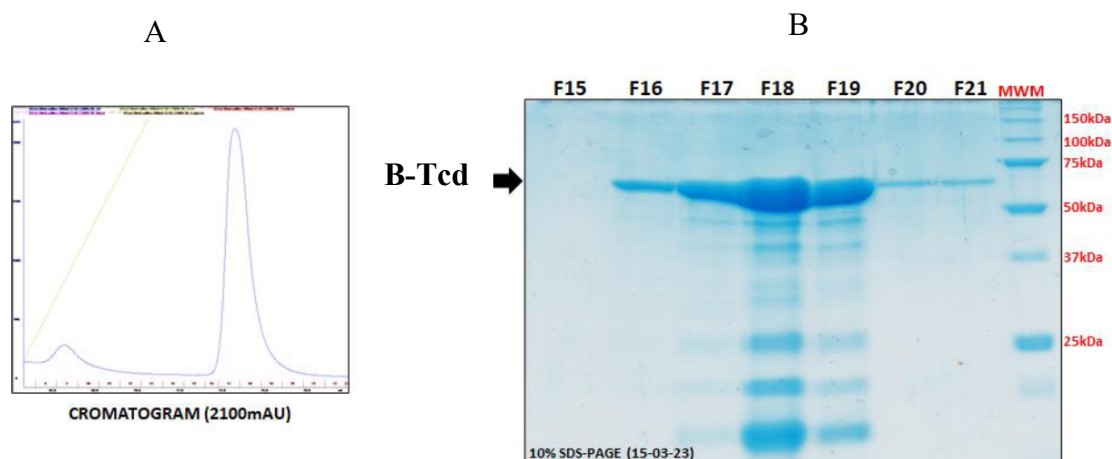 A
B
F15 F16 F17 F18 F19 F20 F21 MWM
150kDa
100kDa
75kDa
B-Tcd
50kDa
37kDa
25kDa
CROMATOGRAM (2100mAU)
10% SDS-PAGE (15-03-23)